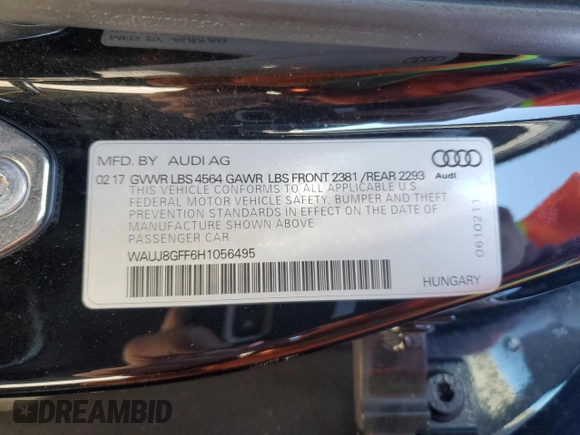 MFD. BY AUDI AG
Audi
02 17 GVWR LBS 4564 GAWR LBS FRONT 2381 /REAR 2293
THIS VEHICLE CONFORMS TO ALL APPLICABLE U.S
FEDERAL MOTOR VEHICLE SAFETY, BUMPER AND THEFT
PREVENTION STANDARDS IN EFFECT ON THE DATE OF
MANUFACTURE SHOWN ABOVE
PASSENGER CAR
WAUJ8GFF6H1056495
HUNGARY
0610211
DREAMBID